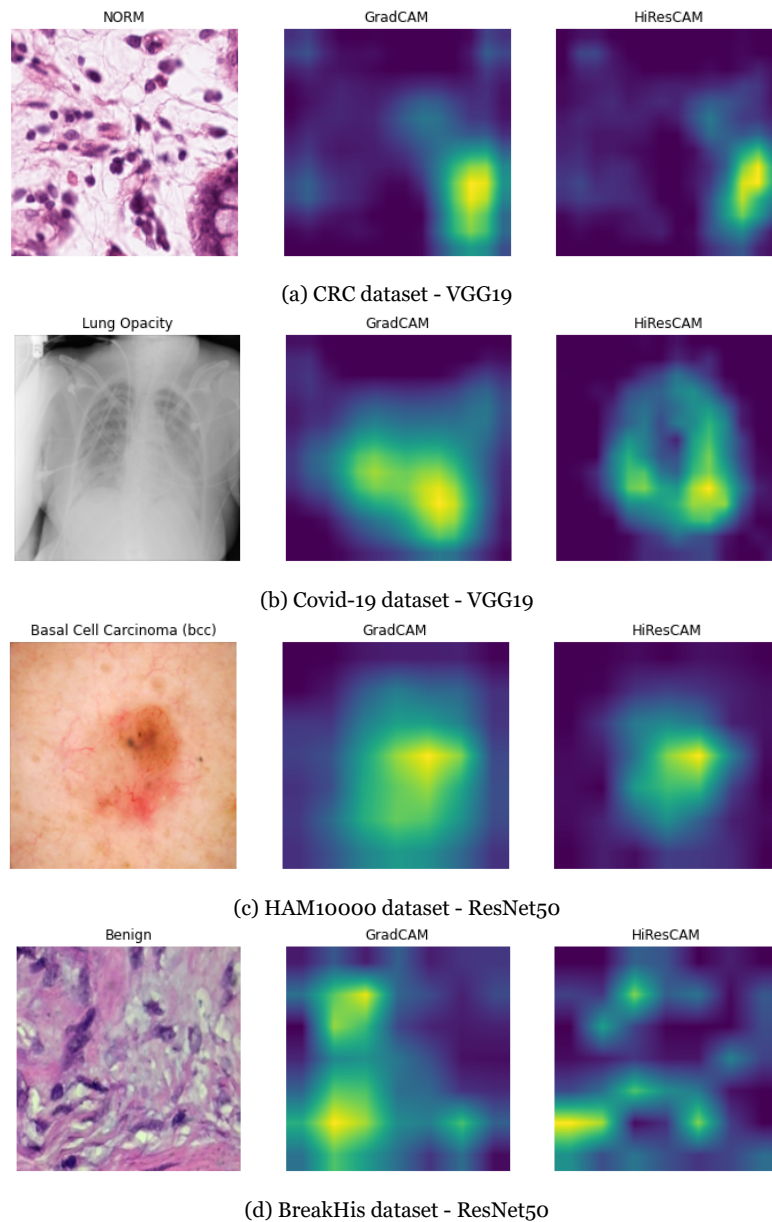 NORM GradCAM HiResCAM
(a) CRC dataset - VGG19
Lung Opacity GradCAM HiResCAM
(b) Covid-19 dataset - VGG19
Basal Cell Carcinoma (bcc) GradCAM HiResCAM
(c) HAM10000 dataset - ResNet50
Benign GradCAM HiResCAM
(d) BreakHis dataset - ResNet50